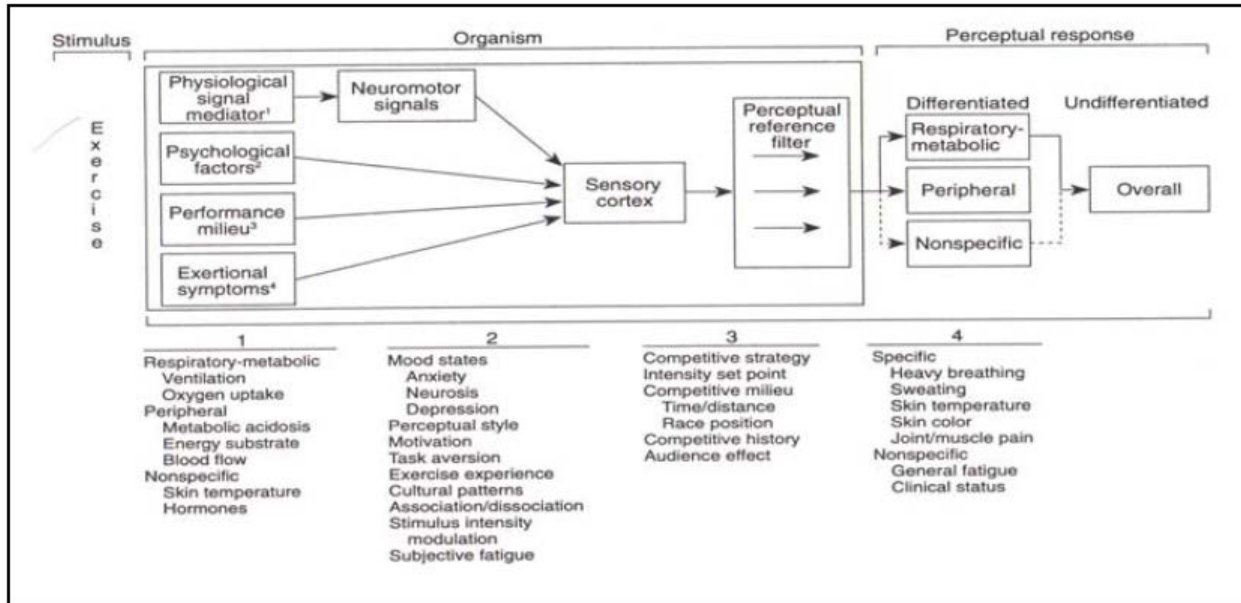 Stimulus
Organism
Perceptual response
Exercise
Physiological
signal
mediator¹
Neuromotor
signals
Psychological
factors²
Performance
milieu³
Exertional
symptoms⁴
Sensory
cortex
Perceptual
reference
filter
Differentiated
Undifferentiated
Respiratory-
metabolic
Peripheral
Nonspecific
Overall
1
Respiratory-metabolic
Ventilation
Oxygen uptake
Peripheral
Metabolic acidosis
Energy substrate
Blood flow
Nonspecific
Skin temperature
Hormones
2
Mood states
Anxiety
Neurosis
Depression
Perceptual style
Motivation
Task aversion
Exercise experience
Cultural patterns
Association/dissociation
Stimulus intensity
modulation
Subjective fatigue
3
Competitive strategy
Intensity set point
Competitive milieu
Time/distance
Race position
Competitive history
Audience effect
4
Specific
Heavy breathing
Sweating
Skin temperature
Skin color
Joint/muscle pain
Nonspecific
General fatigue
Clinical status